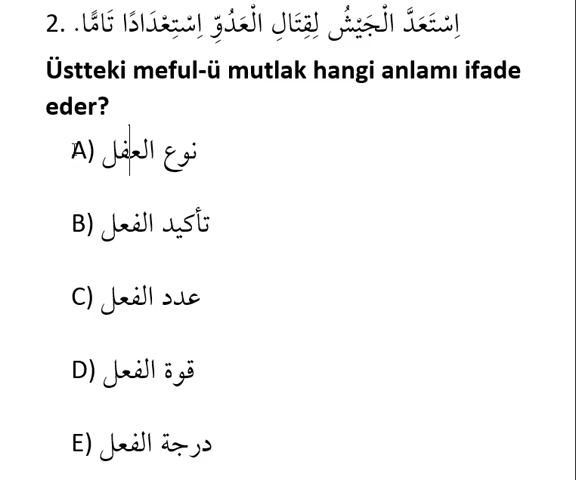 2. اِسْتَعَدَّ الْجَيْشُ لِقِتَالِ الْعَدُوِّ اِسْتِعْدَادًا تَامًّا.
Üstteki meful-ü mutlak hangi anlamı ifade
eder?
A) نوع العفل
B) تأكيد الفعل
C) عدد الفعل
D) قوة الفعل
E) درجة الفعل